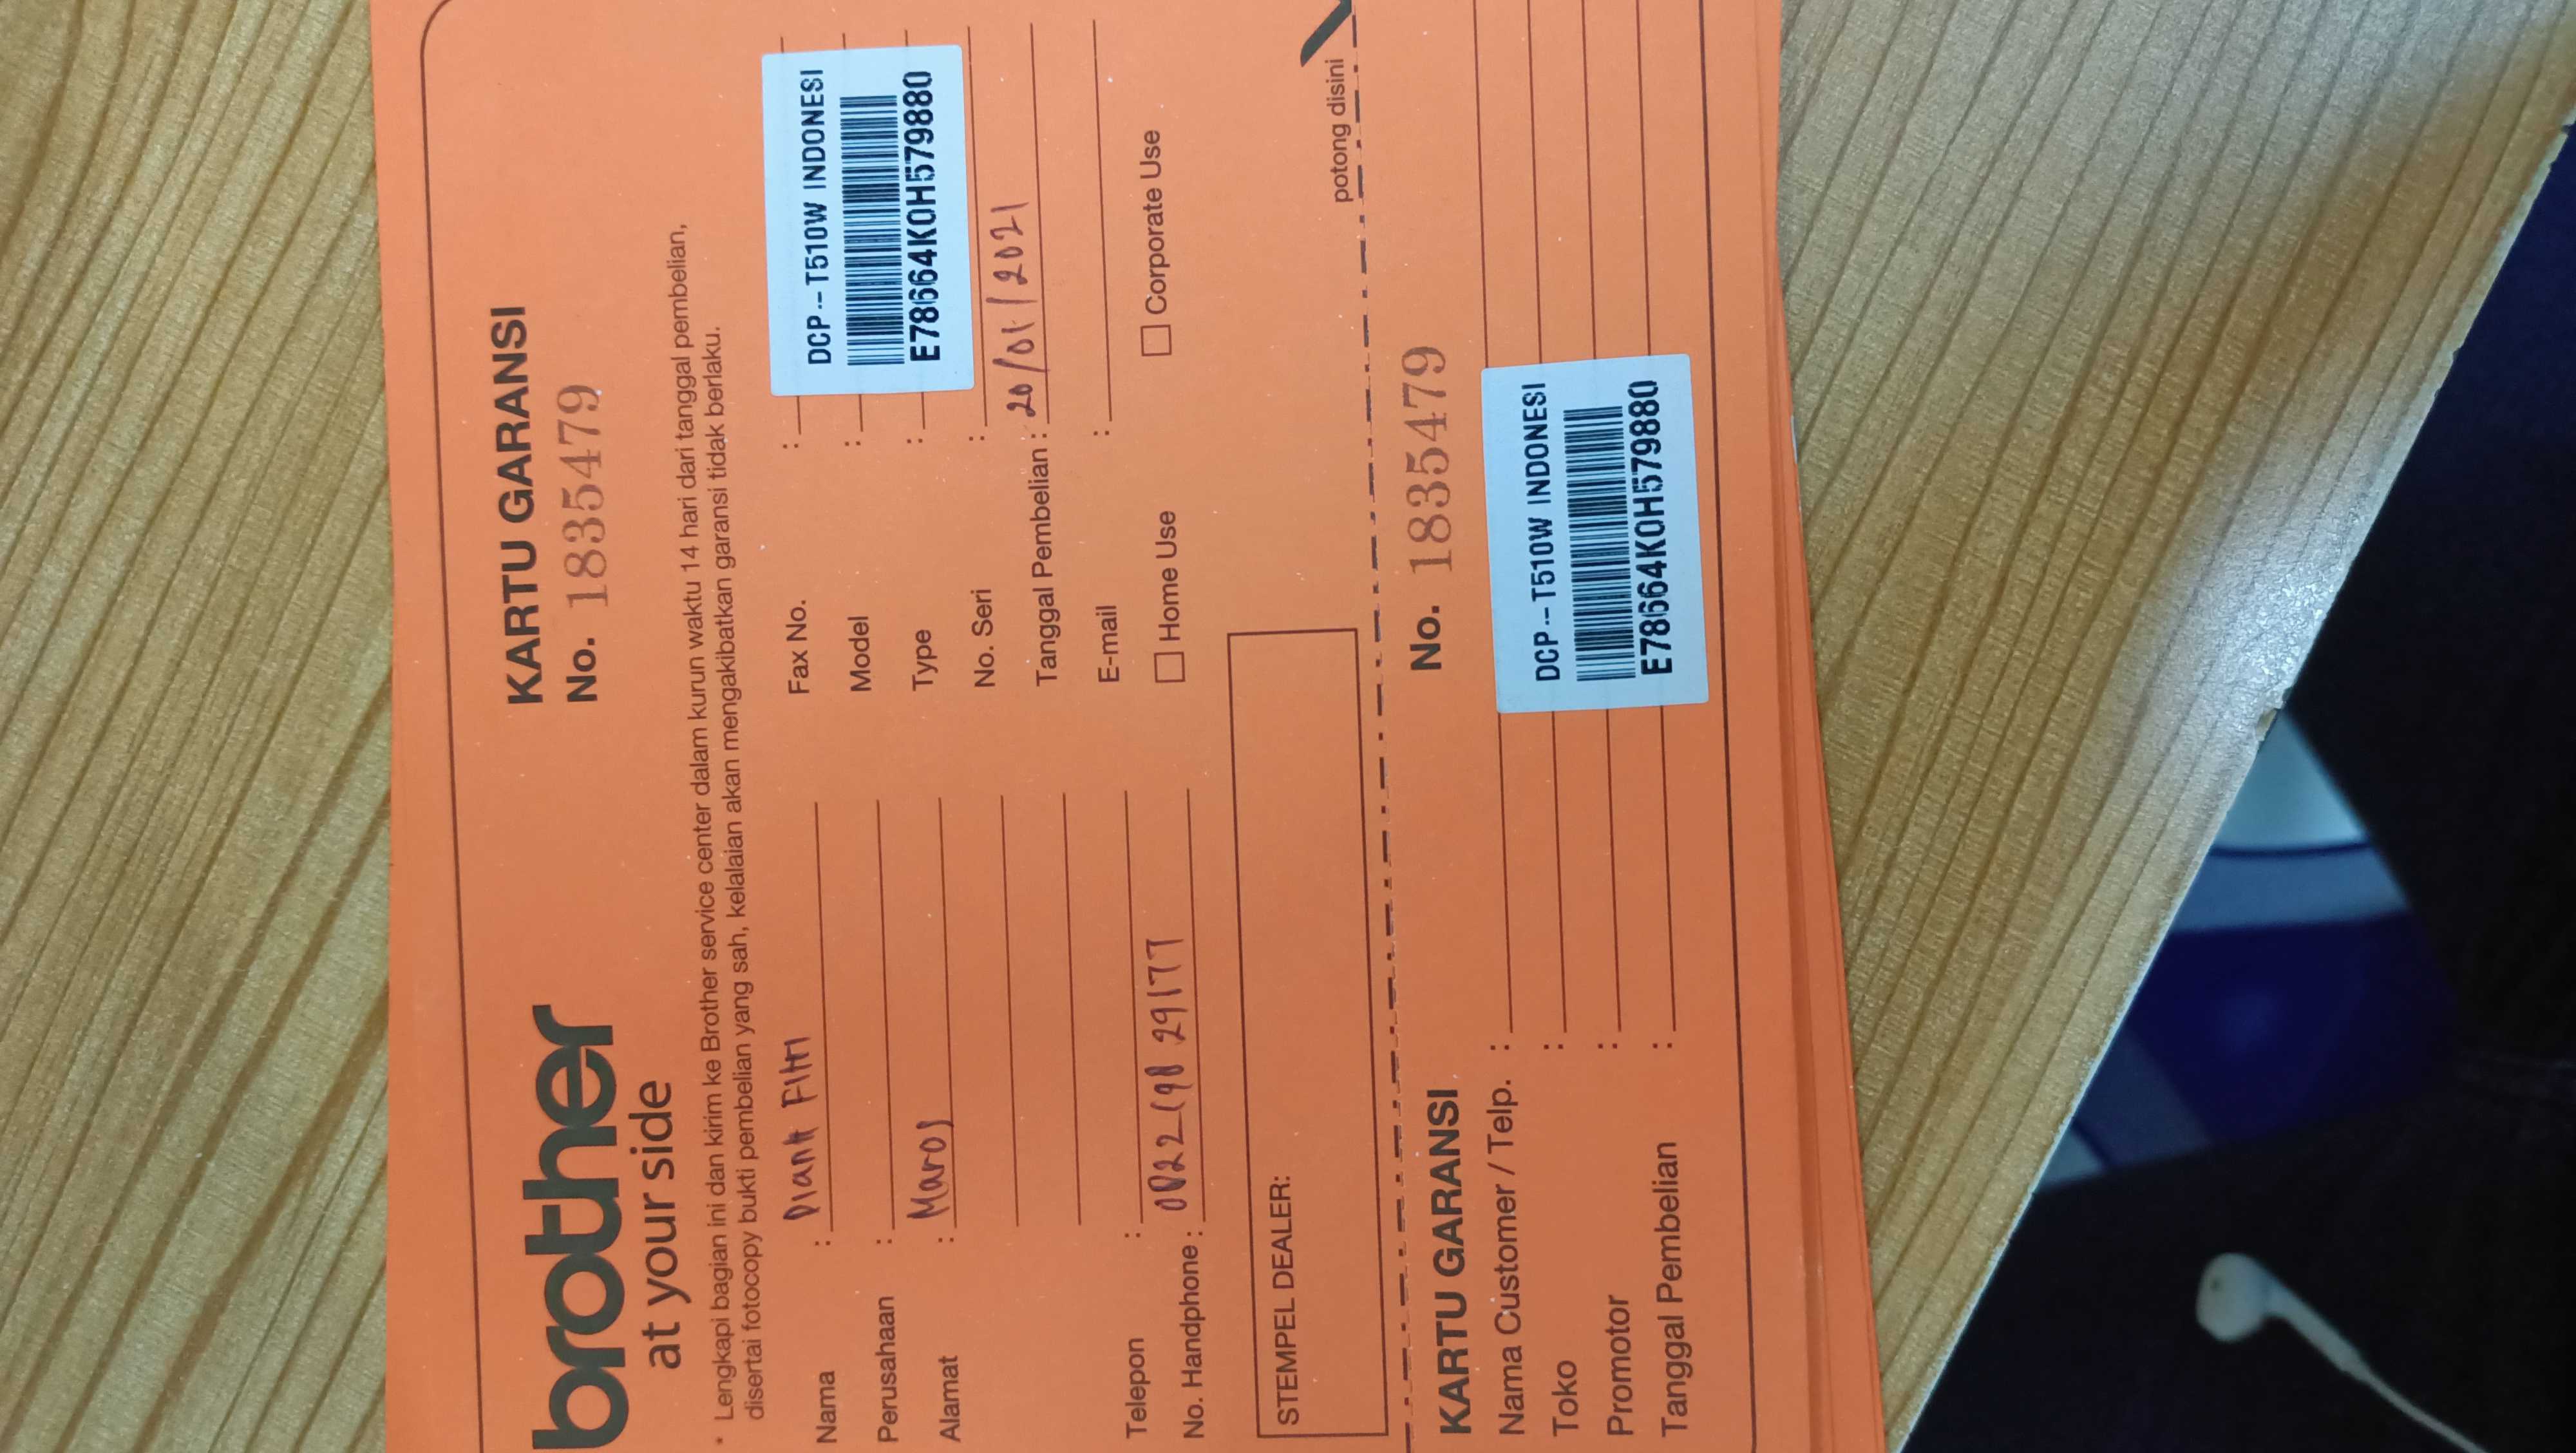 brother
at your side
KARTU GARANSI
No. 1835479
* Lengkapi bagian ini dan kirim ke Brother service center dalam kurun waktu 14 hari dari tanggal pembelian,
disertai fotocopy bukti pembelian yang sah, kelalaian akan mengakibatkan garansi tidak berlaku.
Nama : Diana Fitri
Perusahaan :
Alamat : Maros
Telepon :
No. Handphone : 0822 9177
Fax No. :
Model :
Type :
No. Seri :
DCP--T510W INDONESI
E78664K0H579880
Tanggal Pembelian : 20/01/2021
E-mail :
Home Use
Corporate Use
STEMPEL DEALER:
potong disini
KARTU GARANSI
No. 1835479
Nama Customer / Telp. :
Toko :
Promotor :
Tanggal Pembelian :
DCP--T510W INDONESI
E78664K0H579880